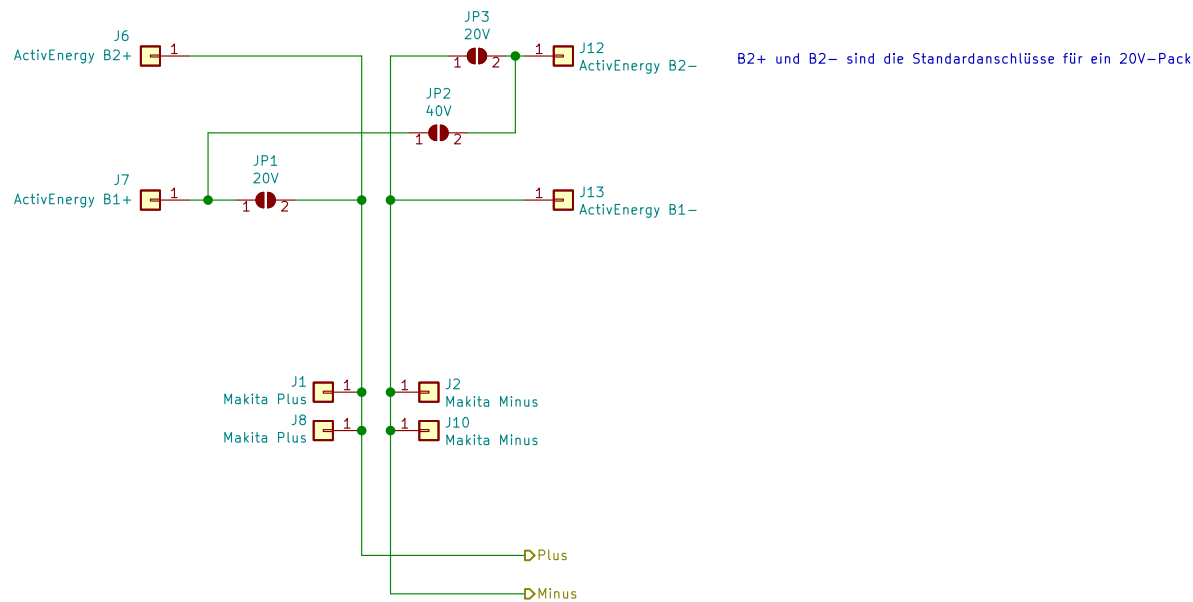 JP3
20V
J6
1
ActivEnergy B2+
1
2
1
J12
ActivEnergy B2-
B2+ und B2- sind die Standardanschlüsse für ein 20V-Pack
JP2
40V
1
2
JP1
20V
J7
1
ActivEnergy B1+
1
2
1
J13
ActivEnergy B1-
J1
1
Makita Plus
1
J2
Makita Minus
J8
1
Makita Plus
1
J10
Makita Minus
Plus
Minus